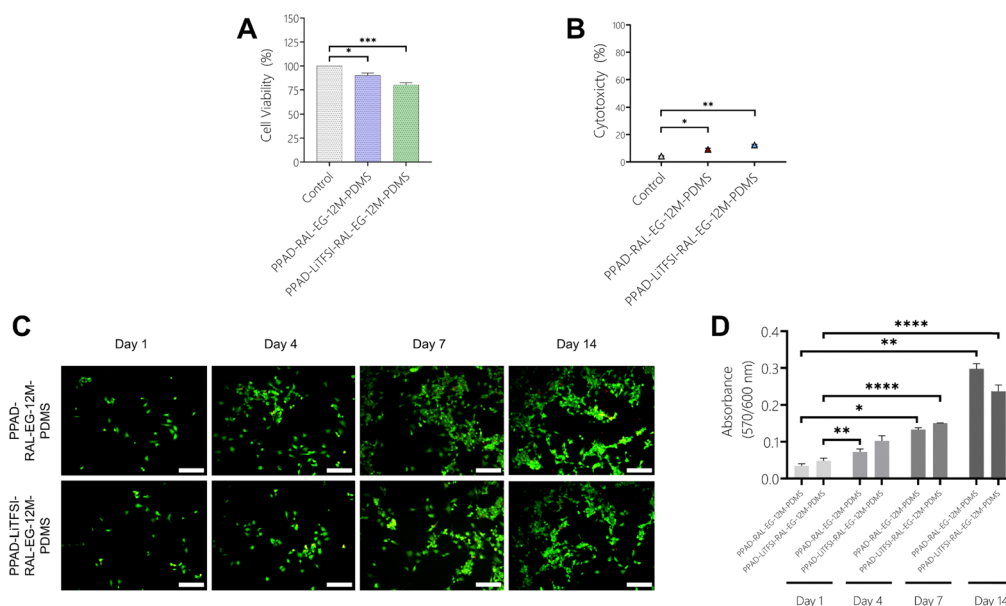 A
Cell Viability (%)
150
125
100
75
50
25
0
***
*
Control
PPAD-RAL-EG-12M-PDMS
PPAD-LiTFSI-RAL-EG-12M-PDMS
B
Cytotoxicty (%)
100
80
60
40
20
0
**
*
Control
PPAD-RAL-EG-12M-PDMS
PPAD-LiTFSI-RAL-EG-12M-PDMS
C
Day 1
Day 4
Day 7
Day 14
PPAD-
RAL-EG-12M-
PDMS
PPAD-LiTFSI-
RAL-EG-12M-
PDMS
D
Absorbance
(570/600 nm)
0.4
0.3
0.2
0.1
0.0
****
**
****
*
**
PPAD-RAL-EG-12M-PDMS
PPAD-LiTFSI-RAL-EG-12M-PDMS
PPAD-RAL-EG-12M-PDMS
PPAD-LiTFSI-RAL-EG-12M-PDMS
PPAD-RAL-EG-12M-PDMS
PPAD-LiTFSI-RAL-EG-12M-PDMS
PPAD-RAL-EG-12M-PDMS
PPAD-LiTFSI-RAL-EG-12M-PDMS
Day 1
Day 4
Day 7
Day 14